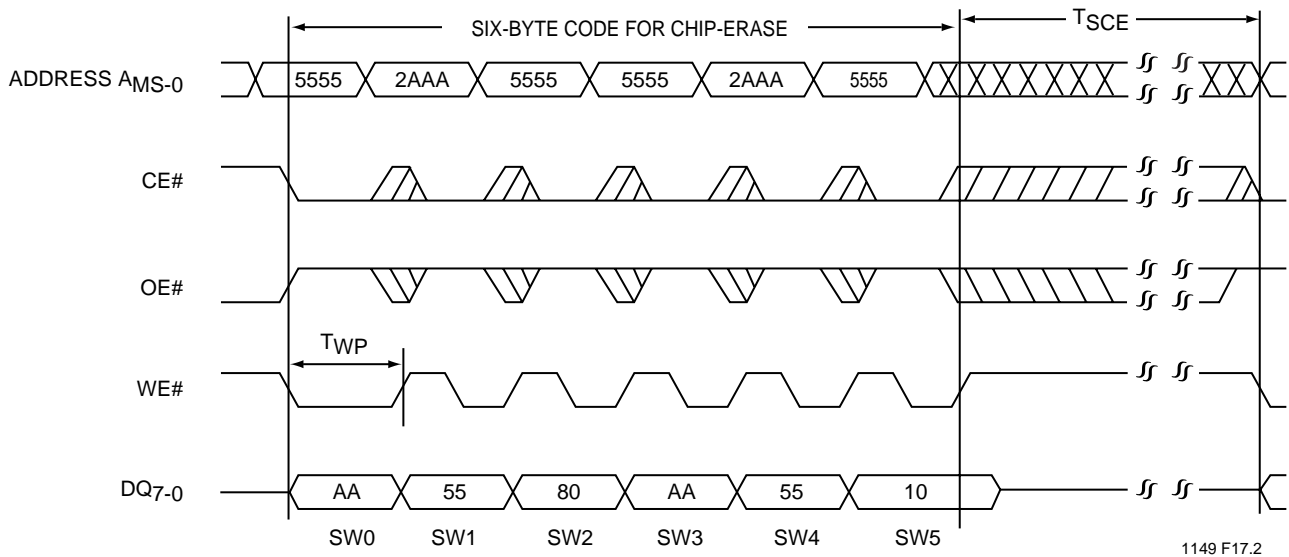 SIX-BYTE CODE FOR CHIP-ERASE TSCE
ADDRESS AMS-0 5555 2AAA 5555 5555 2AAA 5555
CE#
OE#
TWP
WE#
DQ7-0 AA 55 80 AA 55 10
SW0 SW1 SW2 SW3 SW4 SW5
1149 F17.2